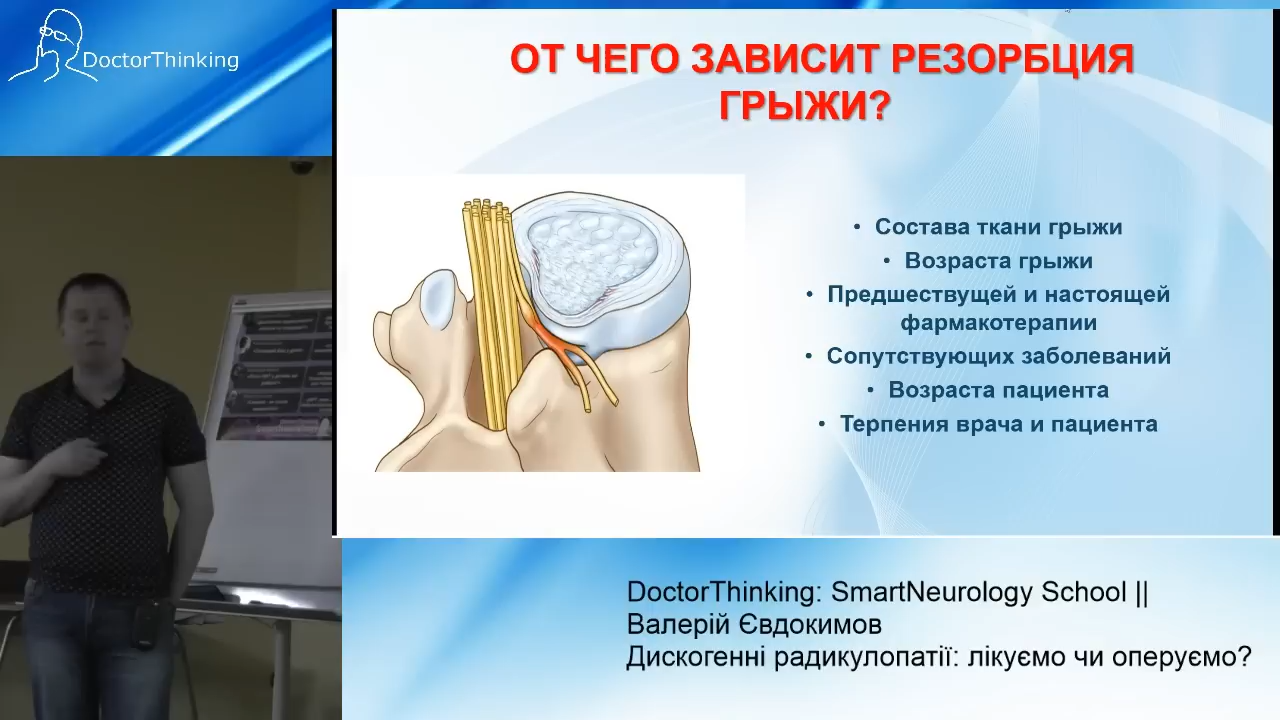 DoctorThinking
ОТ ЧЕГО ЗАВИСИТ РЕЗОРБЦИЯ
ГРЫЖИ?
• Состава ткани грыжи
• Возраста грыжи
• Предшествущей и настоящей
фармакотерапии
• Сопутствующих заболеваний
• Возраста пациента
• Терпения врача и пациента
DoctorThinking: SmartNeurology School ||
Валерій Євдокимов
Дискогенні радикулопатії: лікуємо чи оперуємо?